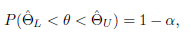 P(Θ̂_L < θ < Θ̂_U) = 1 − α,